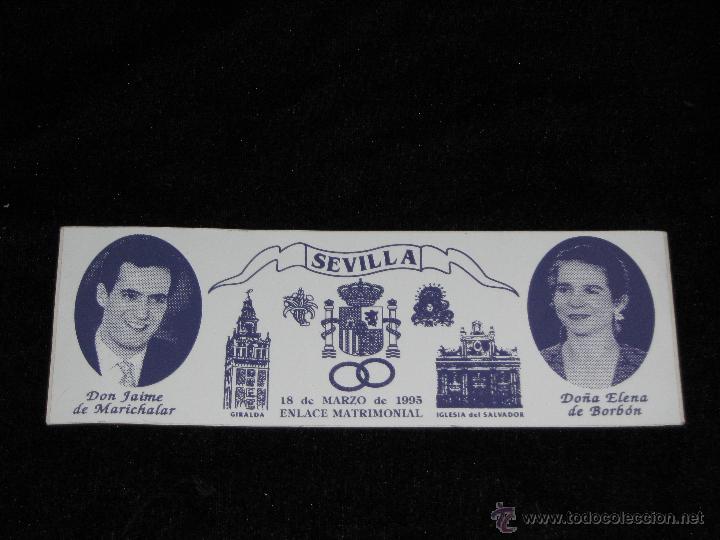 SEVILLA
Don Jaime
de Marichalar
GIRALDA
18 de MARZO de 1995
ENLACE MATRIMONIAL
IGLESIA del SALVADOR
Doña Elena
de Borbón
© www.todocoleccion.net